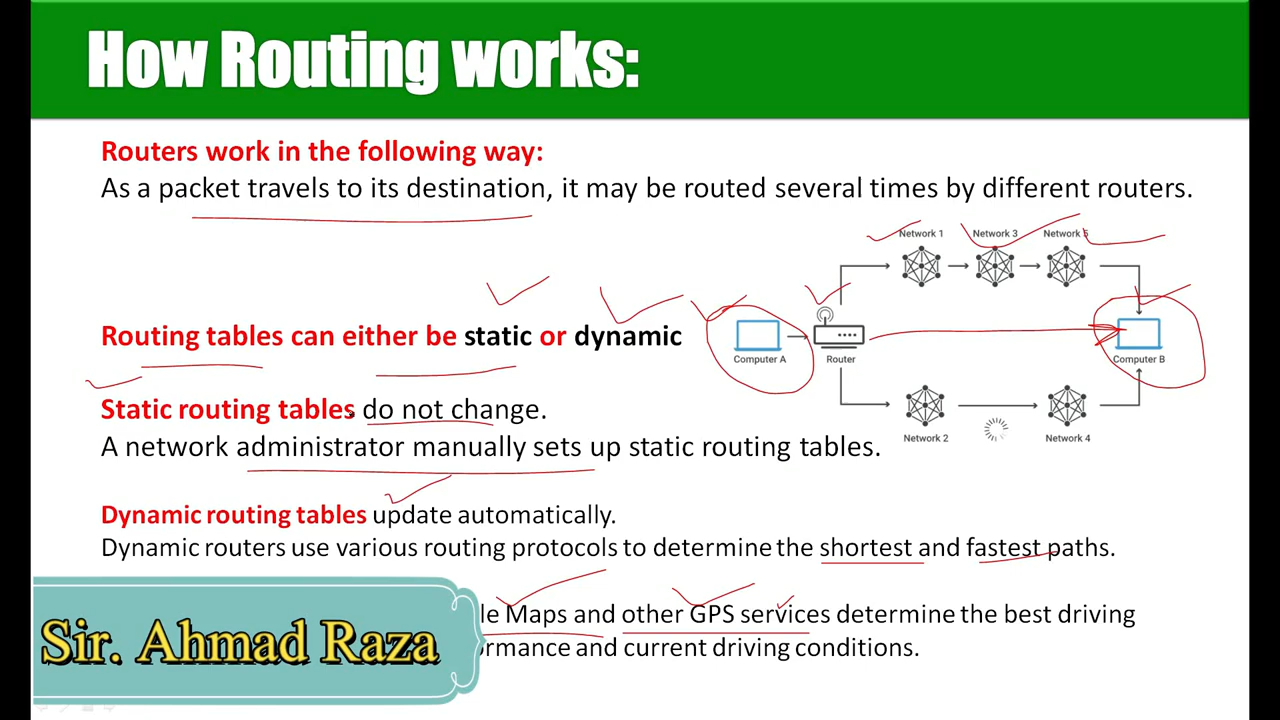 How Routing works:
Routers work in the following way:
As a packet travels to its destination, it may be routed several times by different routers.
Network 1
Network 3
Network 5
Routing tables can either be static or dynamic
Computer A
Router
Computer B
Static routing tables do not change.
Network 2
Network 4
A network administrator manually sets up static routing tables.
Dynamic routing tables update automatically.
Dynamic routers use various routing protocols to determine the shortest and fastest paths.
Maps and other GPS services determine the best driving
and current driving conditions.
Sir. Ahmad Raza